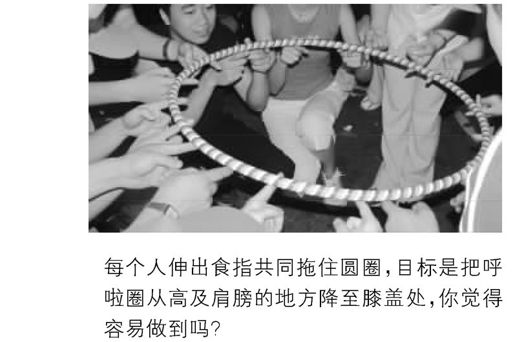 每个人伸出食指共同拖住圆圈,目标是把呼
啦圈从高及肩膀的地方降至膝盖处,你觉得
容易做到吗?